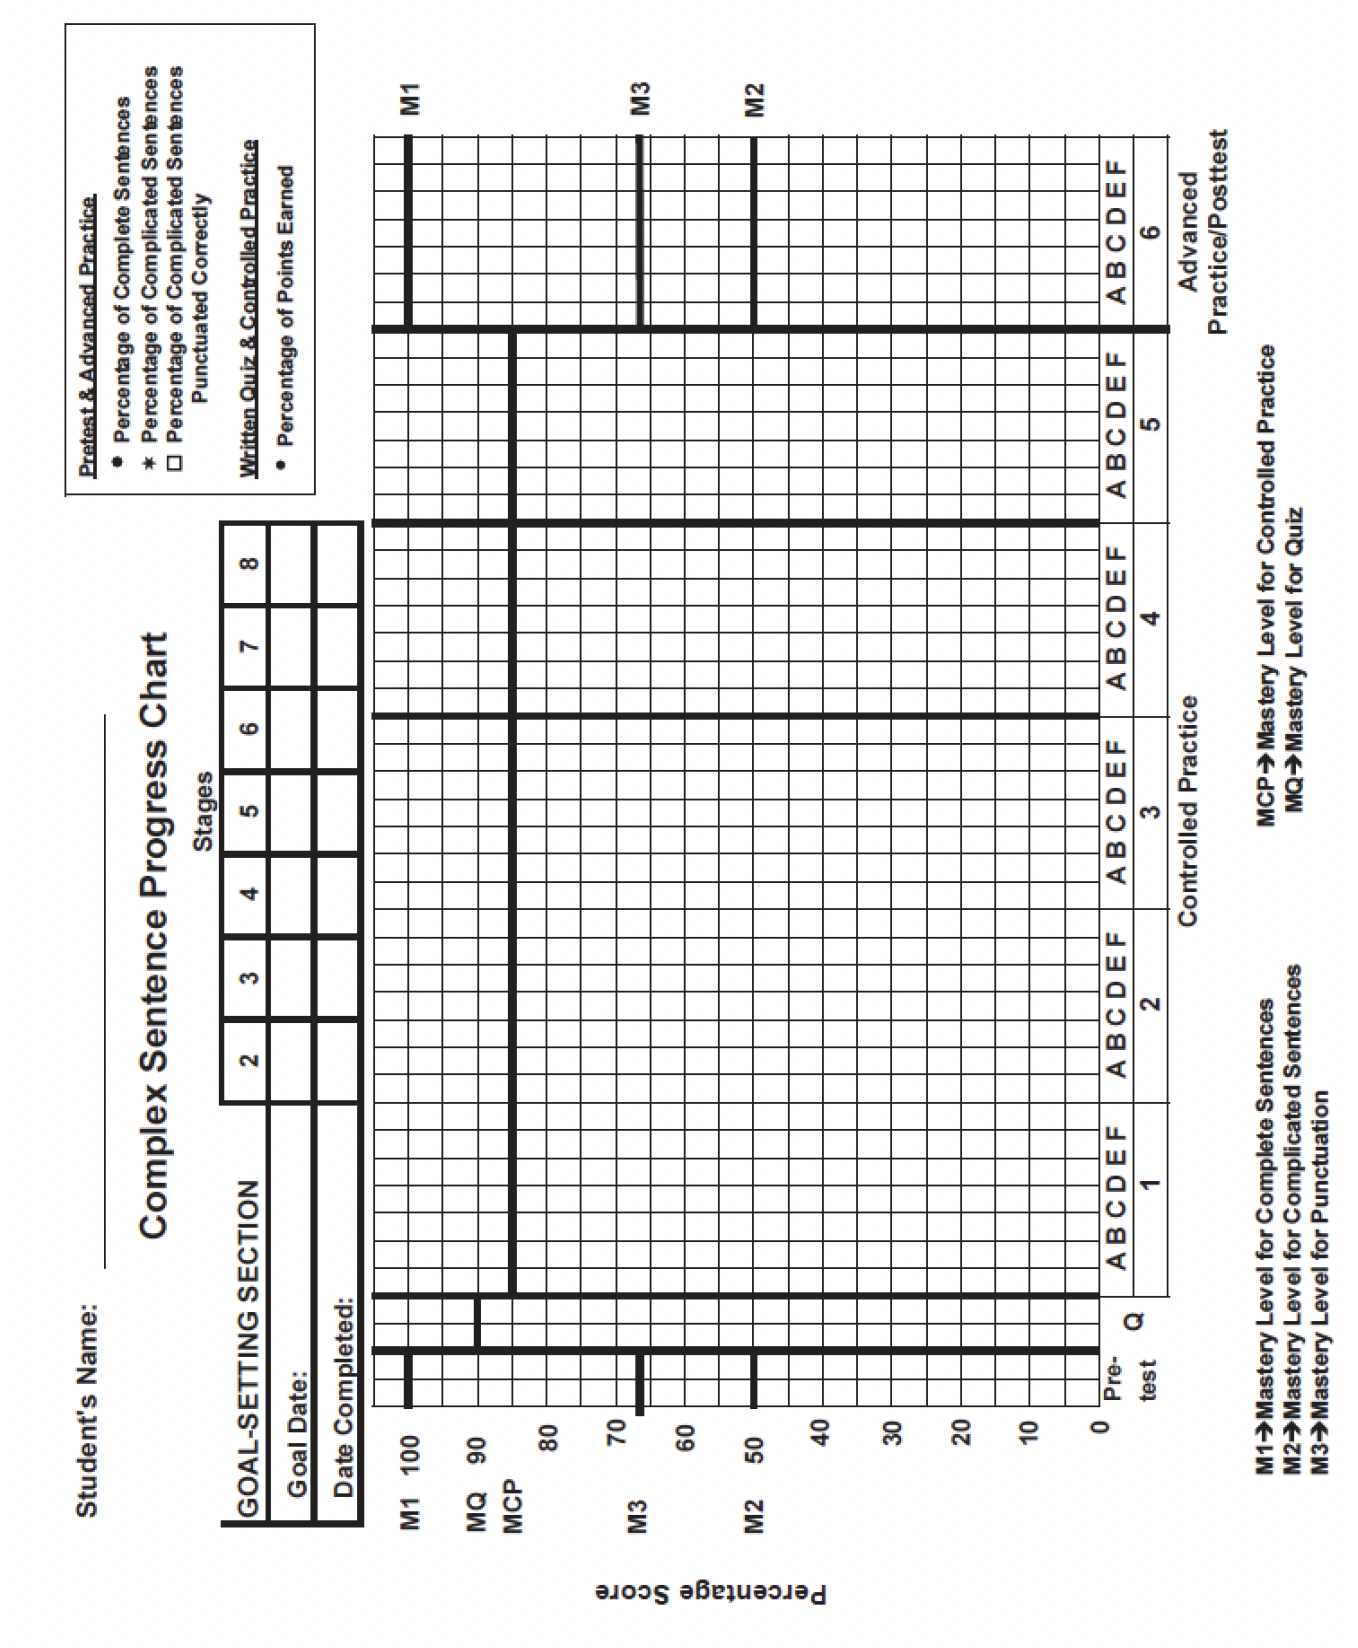 Student's Name:
Complex Sentence Progress Chart
Stages
GOAL-SETTING SECTION 2 3 4 5 6 7 8
Goal Date:
Date Completed:
Pretest & Advanced Practice
● Percentage of Complete Sentences
* Percentage of Complicated Sentences
□ Percentage of Complicated Sentences
Punctuated Correctly
Written Quiz & Controlled Practice
● Percentage of Points Earned
Percentage Score
M1 100 M1
MQ 90
MCP
80
M3 70 M3
60
M2 50 M2
40
30
20
10
0
Pre-
test
Q
A B C D E F A B C D E F A B C D E F A B C D E F A B C D E F A B C D E F
1 2 3 4 5 6
Controlled Practice
Advanced
Practice/Posttest
M1→Mastery Level for Complete Sentences
M2→Mastery Level for Complicated Sentences
M3→Mastery Level for Punctuation
MCP→Mastery Level for Controlled Practice
MQ→Mastery Level for Quiz